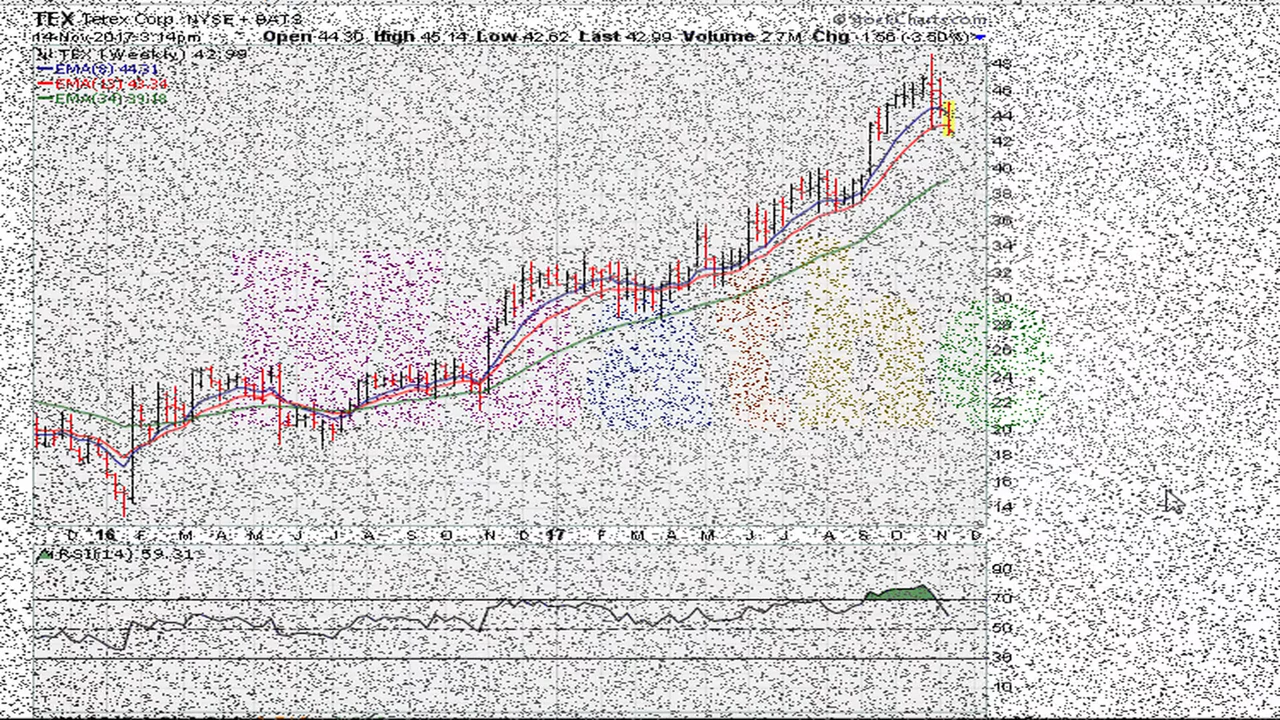 TEX Terex Corp. NYSE + BATS © StockCharts.com
14-Nov-2017 3:14pm Open 44.30 High 45.14 Low 42.62 Last 42.99 Volume 2.7M Chg -1.56 (-3.50%)
TEX (Weekly) 42.99
EMA(8) 44.31
EMA(13) 43.34
EMA(34)
48
46
44
42
40
38
36
34
32
30
28
26
24
22
20
18
16
14
D 16 F M A M J J A S O N D 17 F M A M J J A S O N D
RSI(14) 59.31
90
70
50
30
10